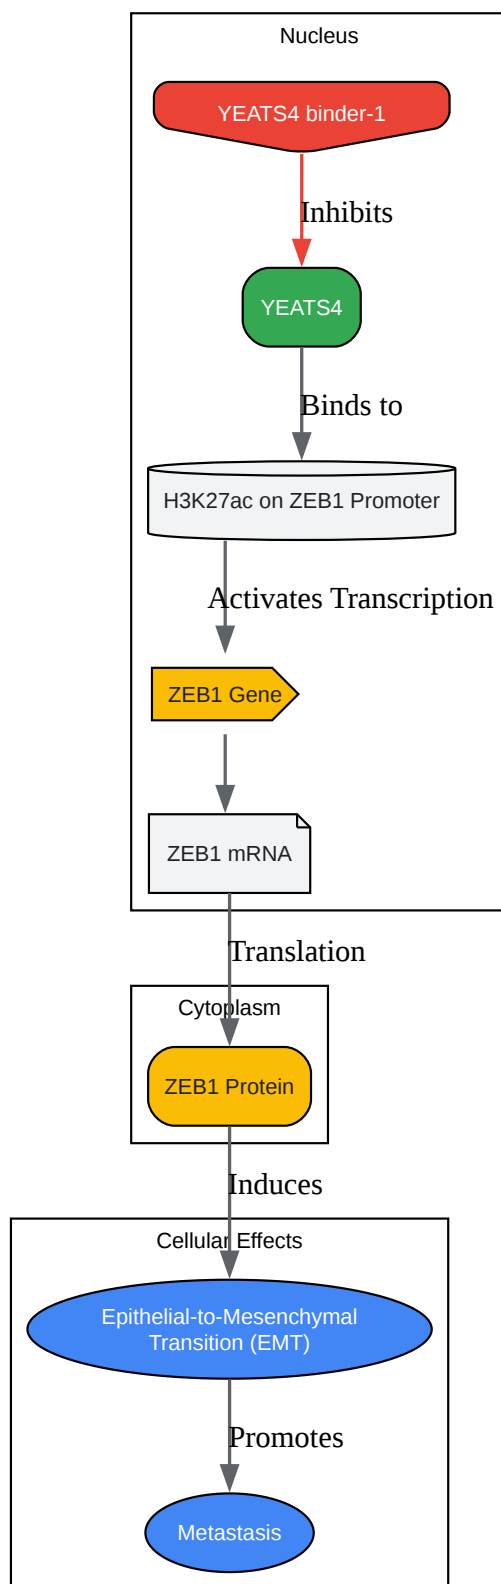 Nucleus
YEATS4 binder-1
Inhibits
YEATS4
Binds to
H3K27ac on ZEB1 Promoter
Activates Transcription
ZEB1 Gene
ZEB1 mRNA
Translation
Cytoplasm
ZEB1 Protein
Induces
Cellular Effects
Epithelial-to-Mesenchymal
Transition (EMT)
Promotes
Metastasis